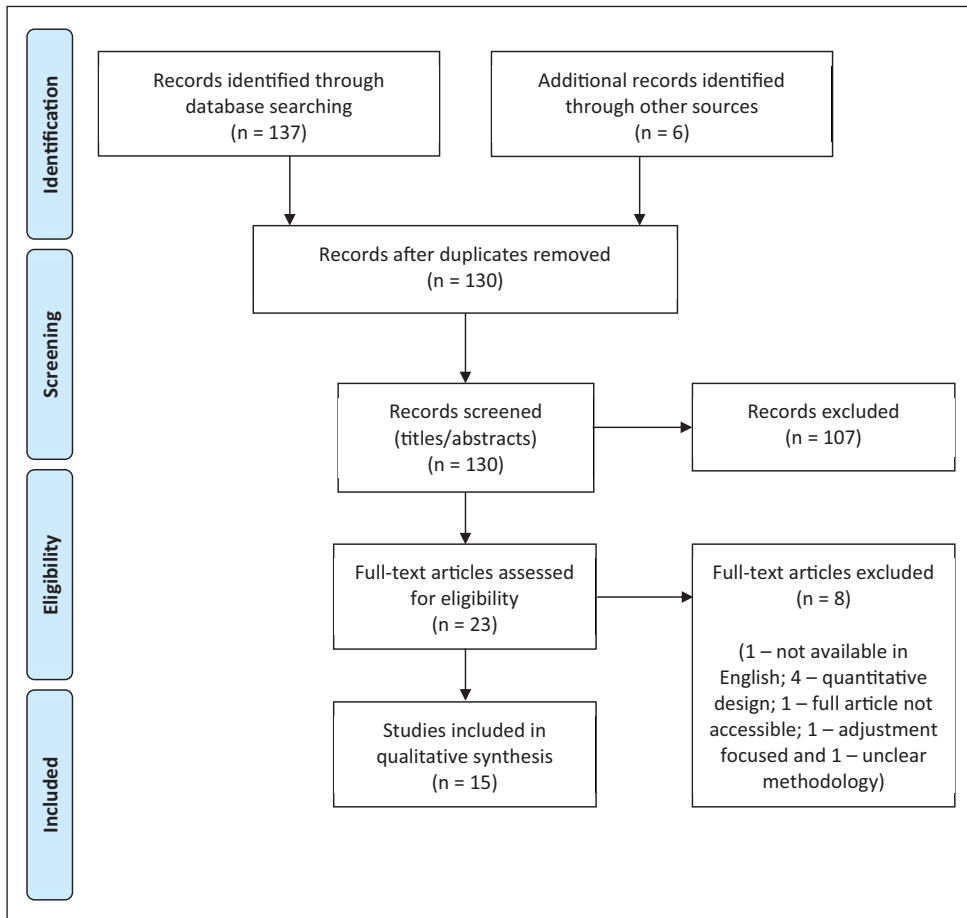 Identification
Records identified through
database searching
(n = 137)
Additional records identified
through other sources
(n = 6)
Records after duplicates removed
(n = 130)
Screening
Records screened
(titles/abstracts)
(n = 130)
Records excluded
(n = 107)
Eligibility
Full-text articles assessed
for eligibility
(n = 23)
Full-text articles excluded
(n = 8)
(1 – not available in
English; 4 – quantitative
design; 1 – full article not
accessible; 1 – adjustment
focused and 1 – unclear
methodology)
Included
Studies included in
qualitative synthesis
(n = 15)